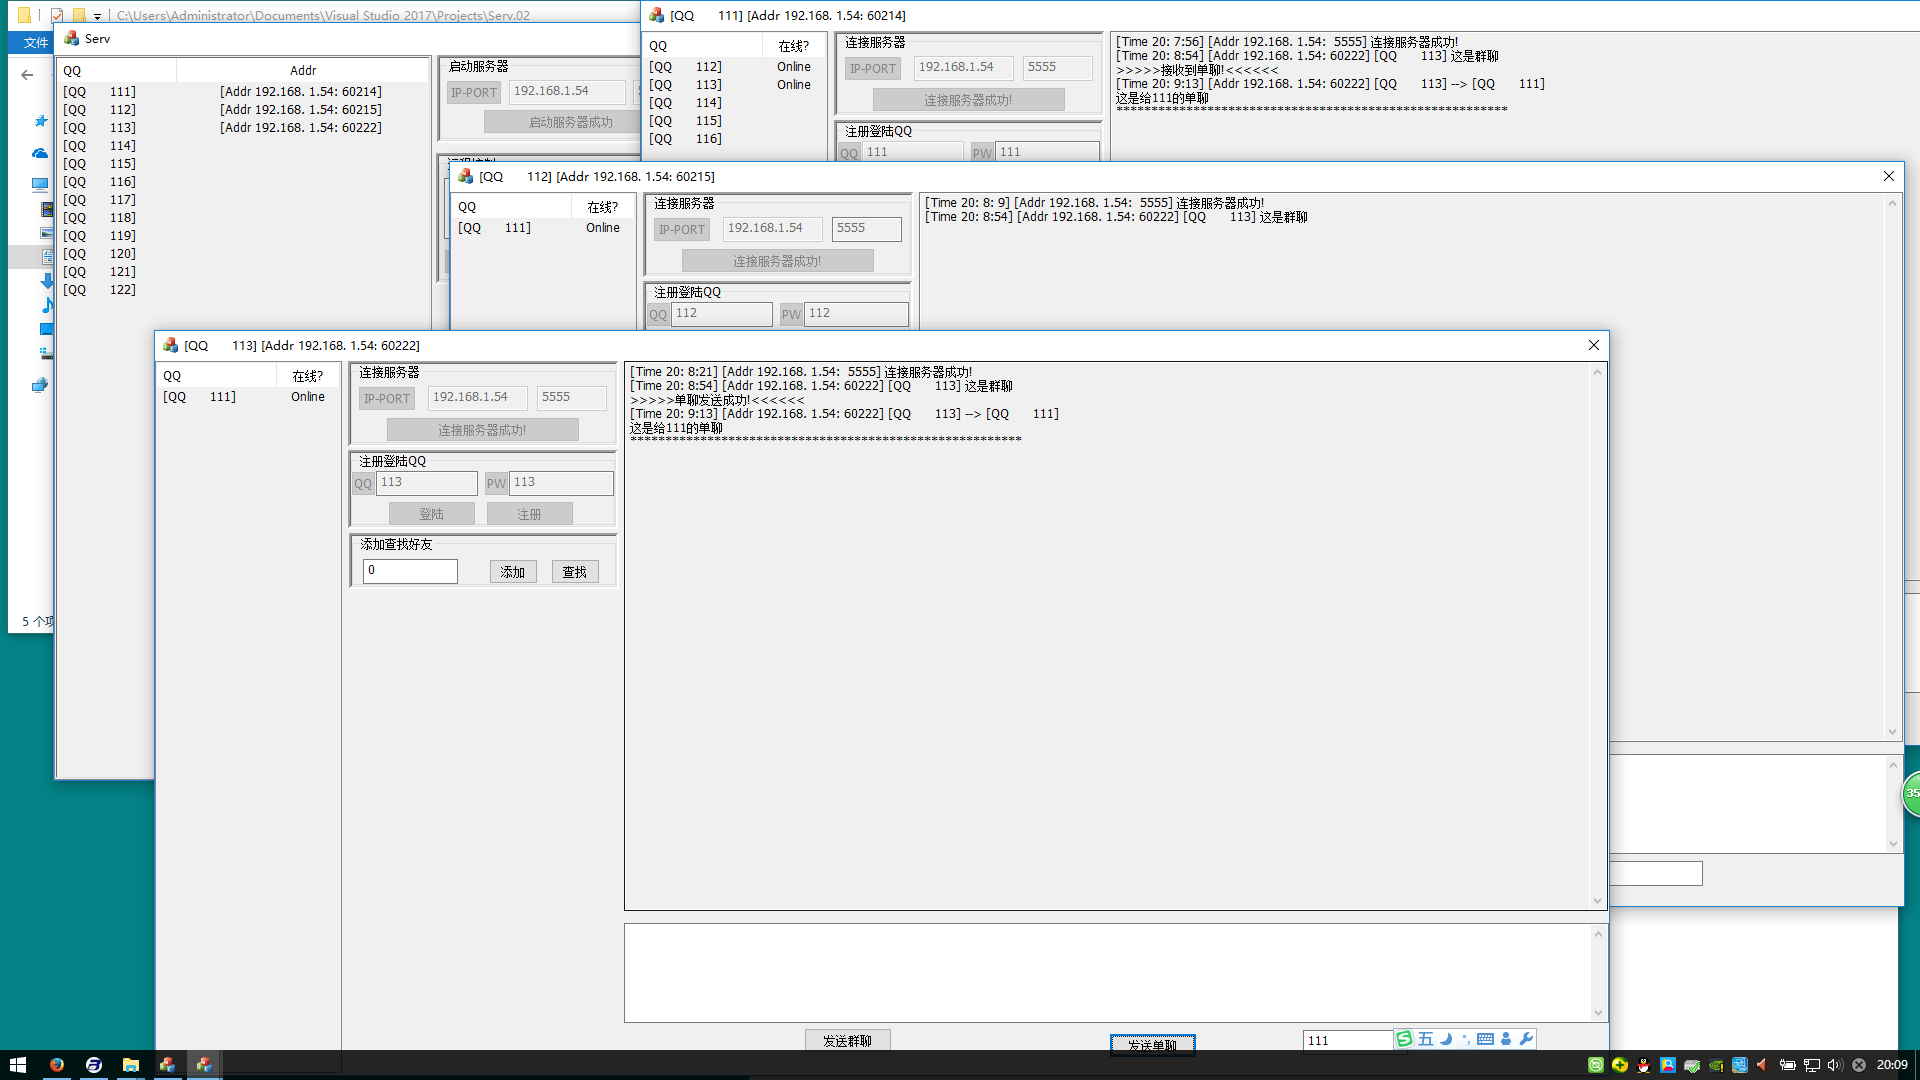 C:\Users\Administrator\Documents\Visual Studio 2017\Projects\Serv.02
文件
5 个项
Serv
QQ Addr
[QQ 111] [Addr 192.168. 1.54: 60214]
[QQ 112] [Addr 192.168. 1.54: 60215]
[QQ 113] [Addr 192.168. 1.54: 60222]
[QQ 114]
[QQ 115]
[QQ 116]
[QQ 117]
[QQ 118]
[QQ 119]
[QQ 120]
[QQ 121]
[QQ 122]
启动服务器
IP-PORT 192.168.1.54
启动服务器成功
[QQ 111] [Addr 192.168. 1.54: 60214]
QQ 在线?
[QQ 112] Online
[QQ 113] Online
[QQ 114]
[QQ 115]
[QQ 116]
连接服务器
IP-PORT 192.168.1.54 5555
连接服务器成功!
注册登陆QQ
QQ 111 PW 111
[Time 20: 7:56] [Addr 192.168. 1.54: 5555] 连接服务器成功!
[Time 20: 8:54] [Addr 192.168. 1.54: 60222] [QQ 113] 这是群聊
>>>>>接收到单聊!<<<<<<
[Time 20: 9:13] [Addr 192.168. 1.54: 60222] [QQ 113] --> [QQ 111]
这是给111的单聊
********************************************************
[QQ 112] [Addr 192.168. 1.54: 60215]
QQ 在线?
[QQ 111] Online
连接服务器
IP-PORT 192.168.1.54 5555
连接服务器成功!
注册登陆QQ
QQ 112 PW 112
[Time 20: 8: 9] [Addr 192.168. 1.54: 5555] 连接服务器成功!
[Time 20: 8:54] [Addr 192.168. 1.54: 60222] [QQ 113] 这是群聊
[QQ 113] [Addr 192.168. 1.54: 60222]
QQ 在线?
[QQ 111] Online
连接服务器
IP-PORT 192.168.1.54 5555
连接服务器成功!
注册登陆QQ
QQ 113 PW 113
登陆 注册
添加查找好友
0 添加 查找
[Time 20: 8:21] [Addr 192.168. 1.54: 5555] 连接服务器成功!
[Time 20: 8:54] [Addr 192.168. 1.54: 60222] [QQ 113] 这是群聊
>>>>>单聊发送成功!<<<<<<
[Time 20: 9:13] [Addr 192.168. 1.54: 60222] [QQ 113] --> [QQ 111]
这是给111的单聊
********************************************************
发送群聊 发送单聊 111 五
35
20:09